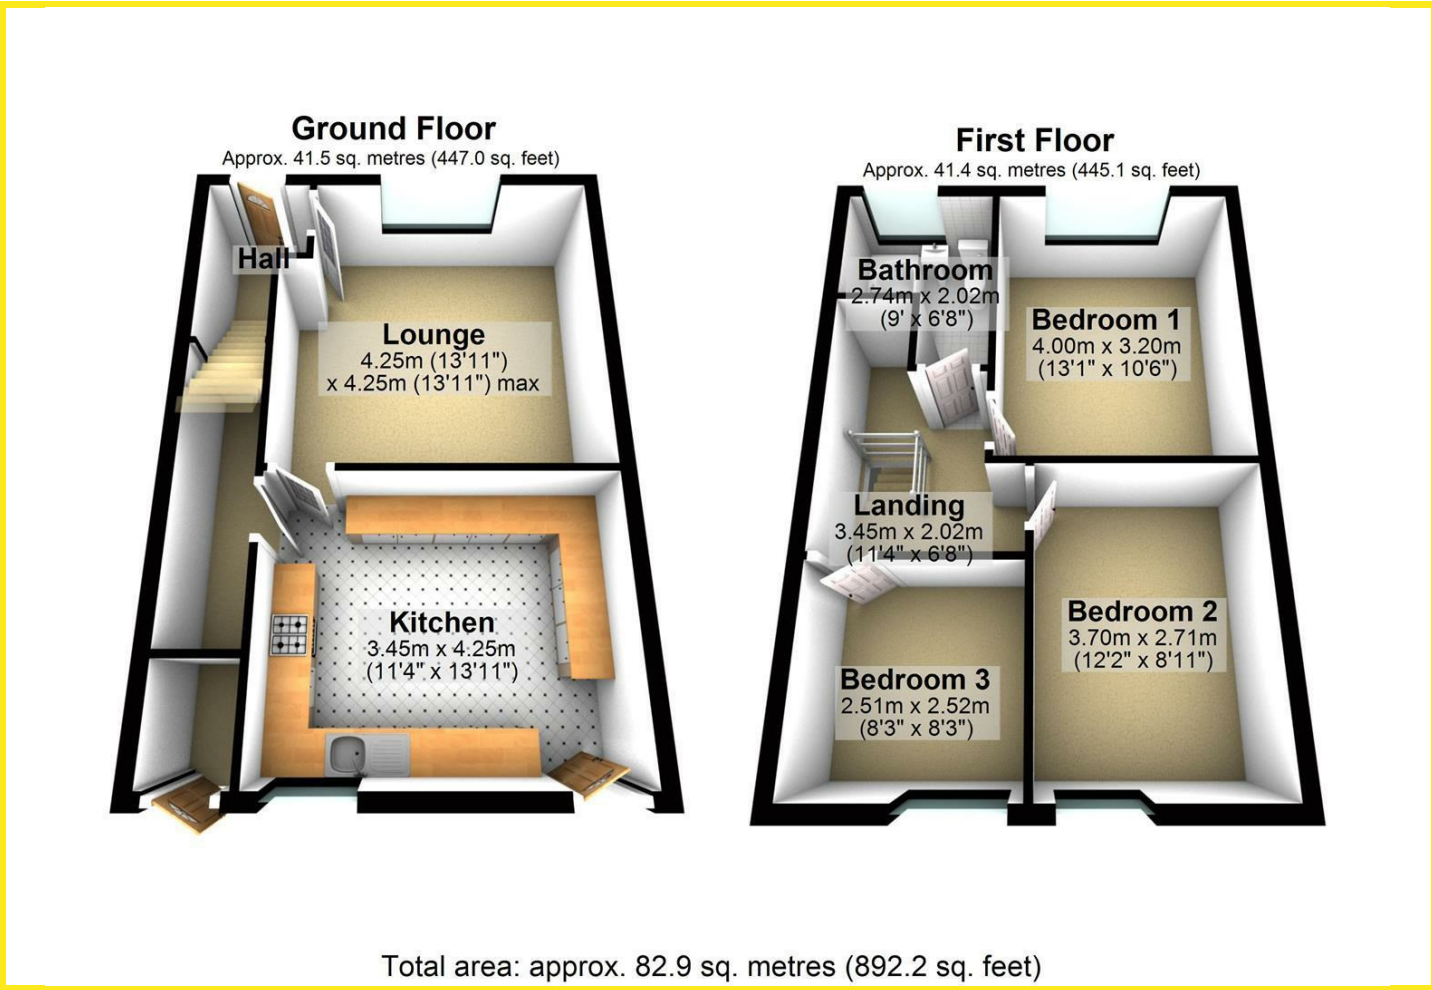 Ground Floor
Approx. 41.5 sq. metres (447.0 sq. feet)
Hall
Lounge
4.25m (13'11")
x 4.25m (13'11") max
Kitchen
3.45m x 4.25m
(11'4" x 13'11")
First Floor
Approx. 41.4 sq. metres (445.1 sq. feet)
Bathroom
2.74m x 2.02m
(9' x 6'8")
Bedroom 1
4.00m x 3.20m
(13'1" x 10'6")
Landing
3.45m x 2.02m
(11'4" x 6'8")
Bedroom 2
3.70m x 2.71m
(12'2" x 8'11")
Bedroom 3
2.51m x 2.52m
(8'3" x 8'3")
Total area: approx. 82.9 sq. metres (892.2 sq. feet)